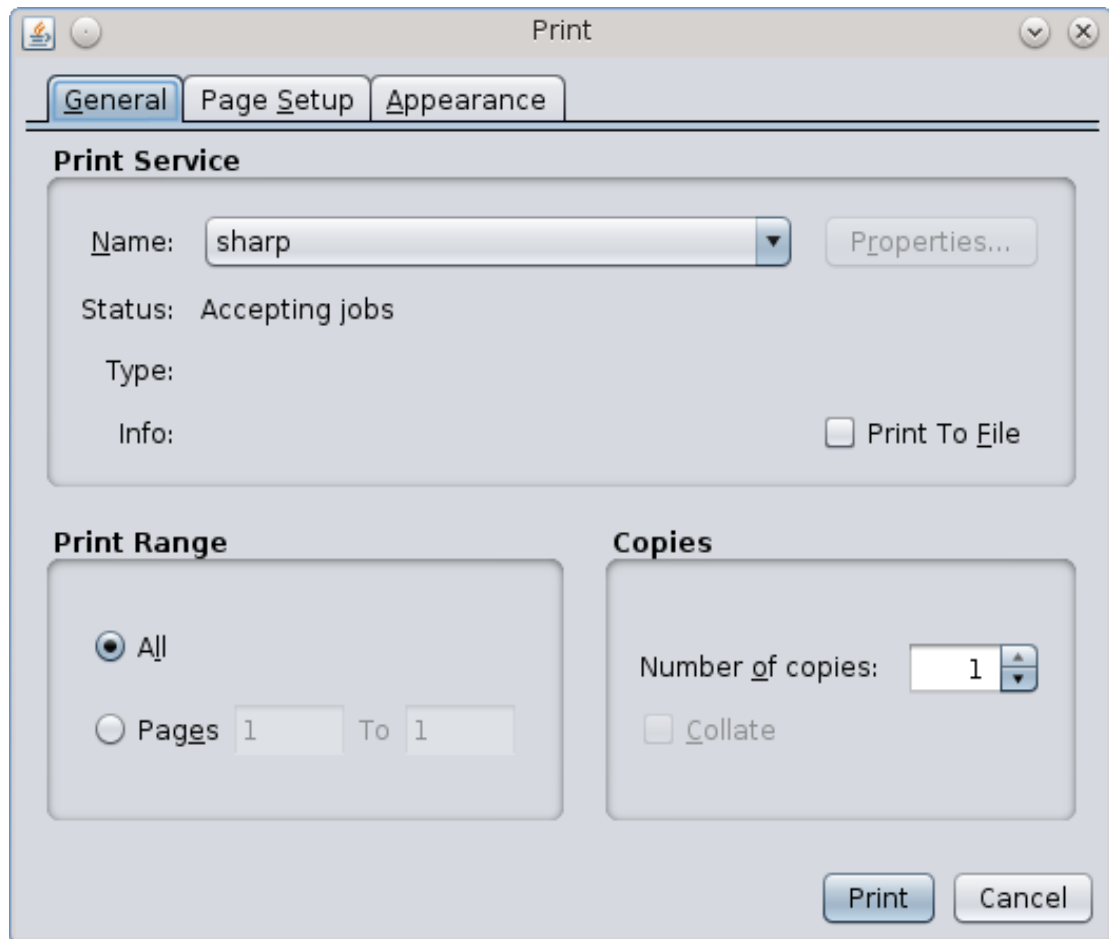 Print
General Page Setup Appearance
Print Service
Name: sharp Properties...
Status: Accepting jobs
Type:
Info: Print To File
Print Range Copies
All
Number of copies: 1
Pages 1 To 1 Collate
Print Cancel